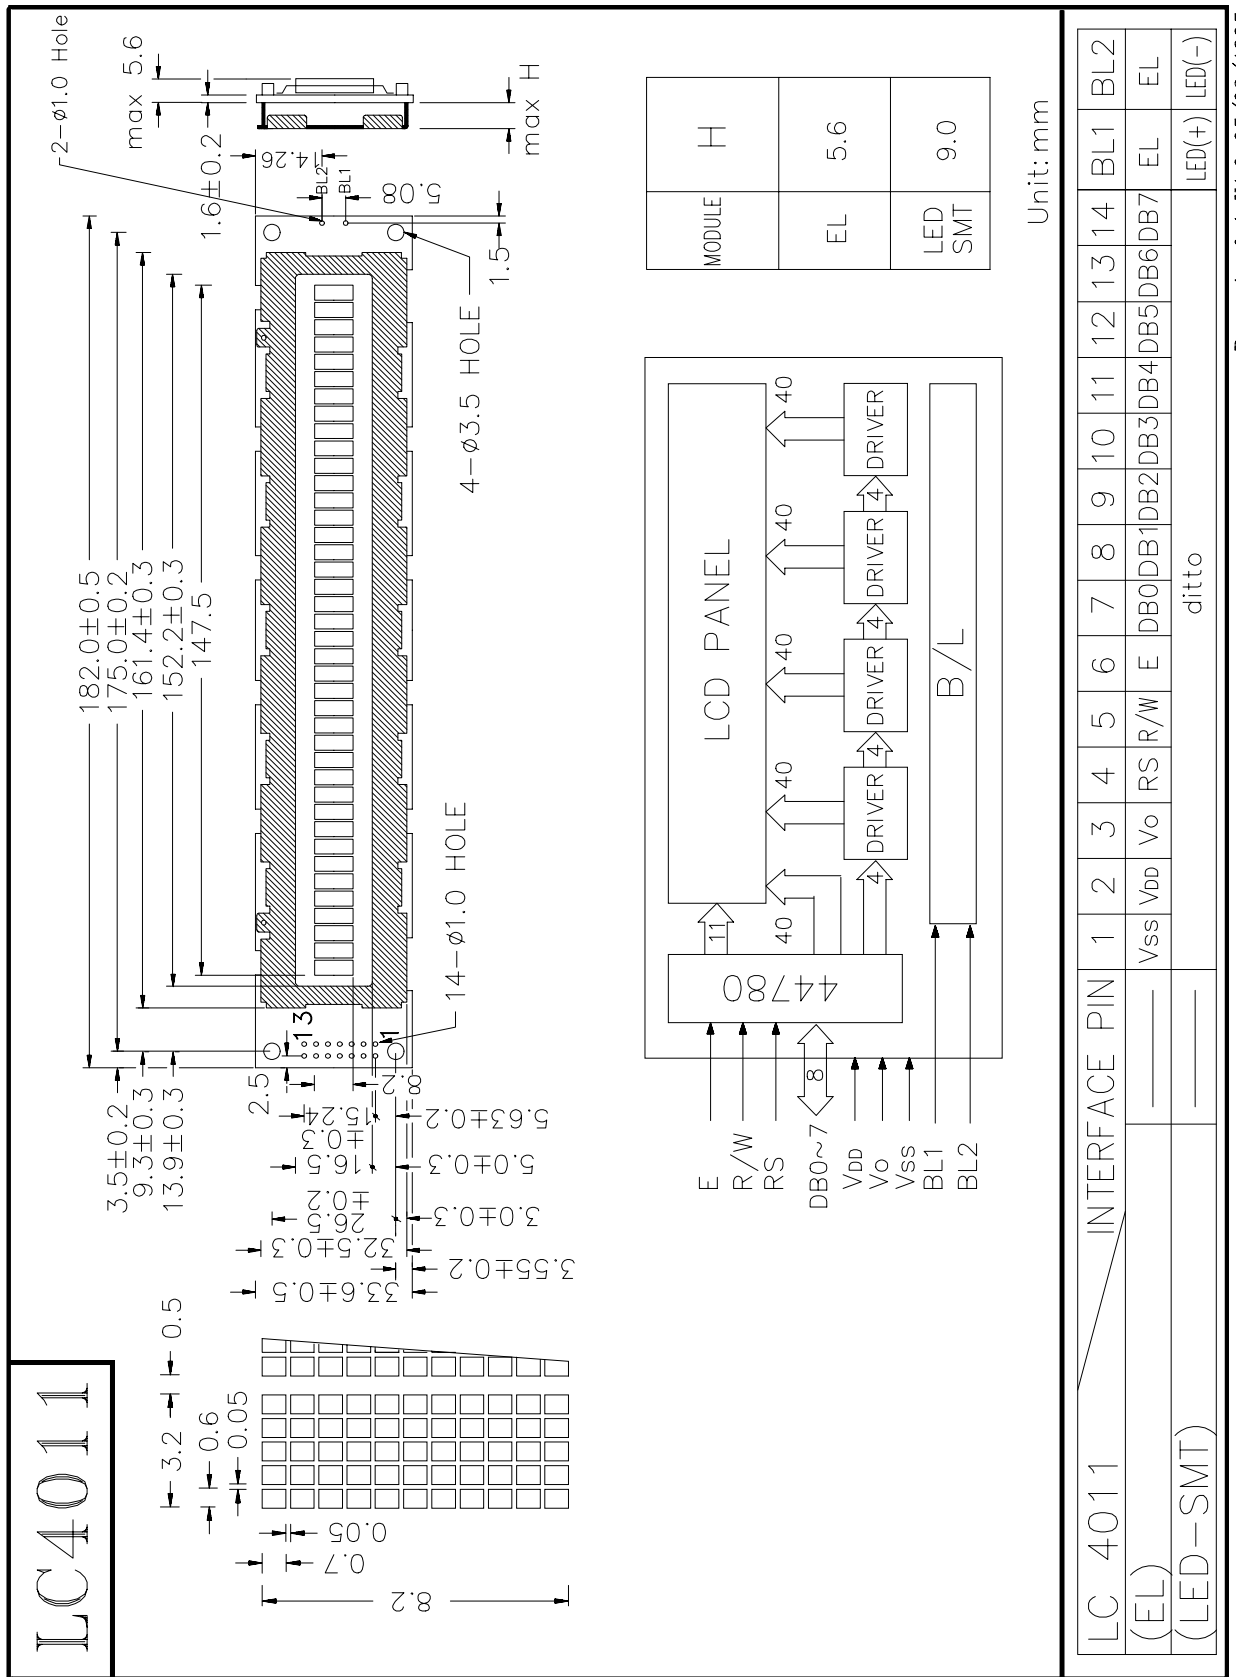 LC4011
182.0±0.5
175.0±0.2
161.4±0.3
152.2±0.3
147.5
3.5±0.2
9.3±0.3
13.9±0.3
2.5
2-ø1.0 Hole
max 5.6
1.6±0.2
max H
14.26
BL2
BL1
5.08
1.5
4-ø3.5 HOLE
14-ø1.0 HOLE
13
1
8.2
15.24
5.63±0.2
16.5
±0.3
5.0±0.3
26.5
±0.2
3.0±0.3
32.5±0.3
3.55±0.2
33.6±0.5
3.2
0.5
0.6
0.05
0.05
0.7
8.2
E
R/W
RS
DB0~7
VDD
Vo
Vss
BL1
BL2
8
44780
11
40
40
40
40
40
LCD PANEL
4
DRIVER
4
DRIVER
4
DRIVER
4
DRIVER
B/L
MODULE H
EL 5.6
LED SMT 9.0
Unit:mm
LC 4011 INTERFACE PIN 1 2 3 4 5 6 7 8 9 10 11 12 13 14 BL1 BL2
(EL) Vss VDD Vo RS R/W E DB0 DB1 DB2 DB3 DB4 DB5 DB6 DB7 EL EL
(LED-SMT) ditto LED(+) LED(-)